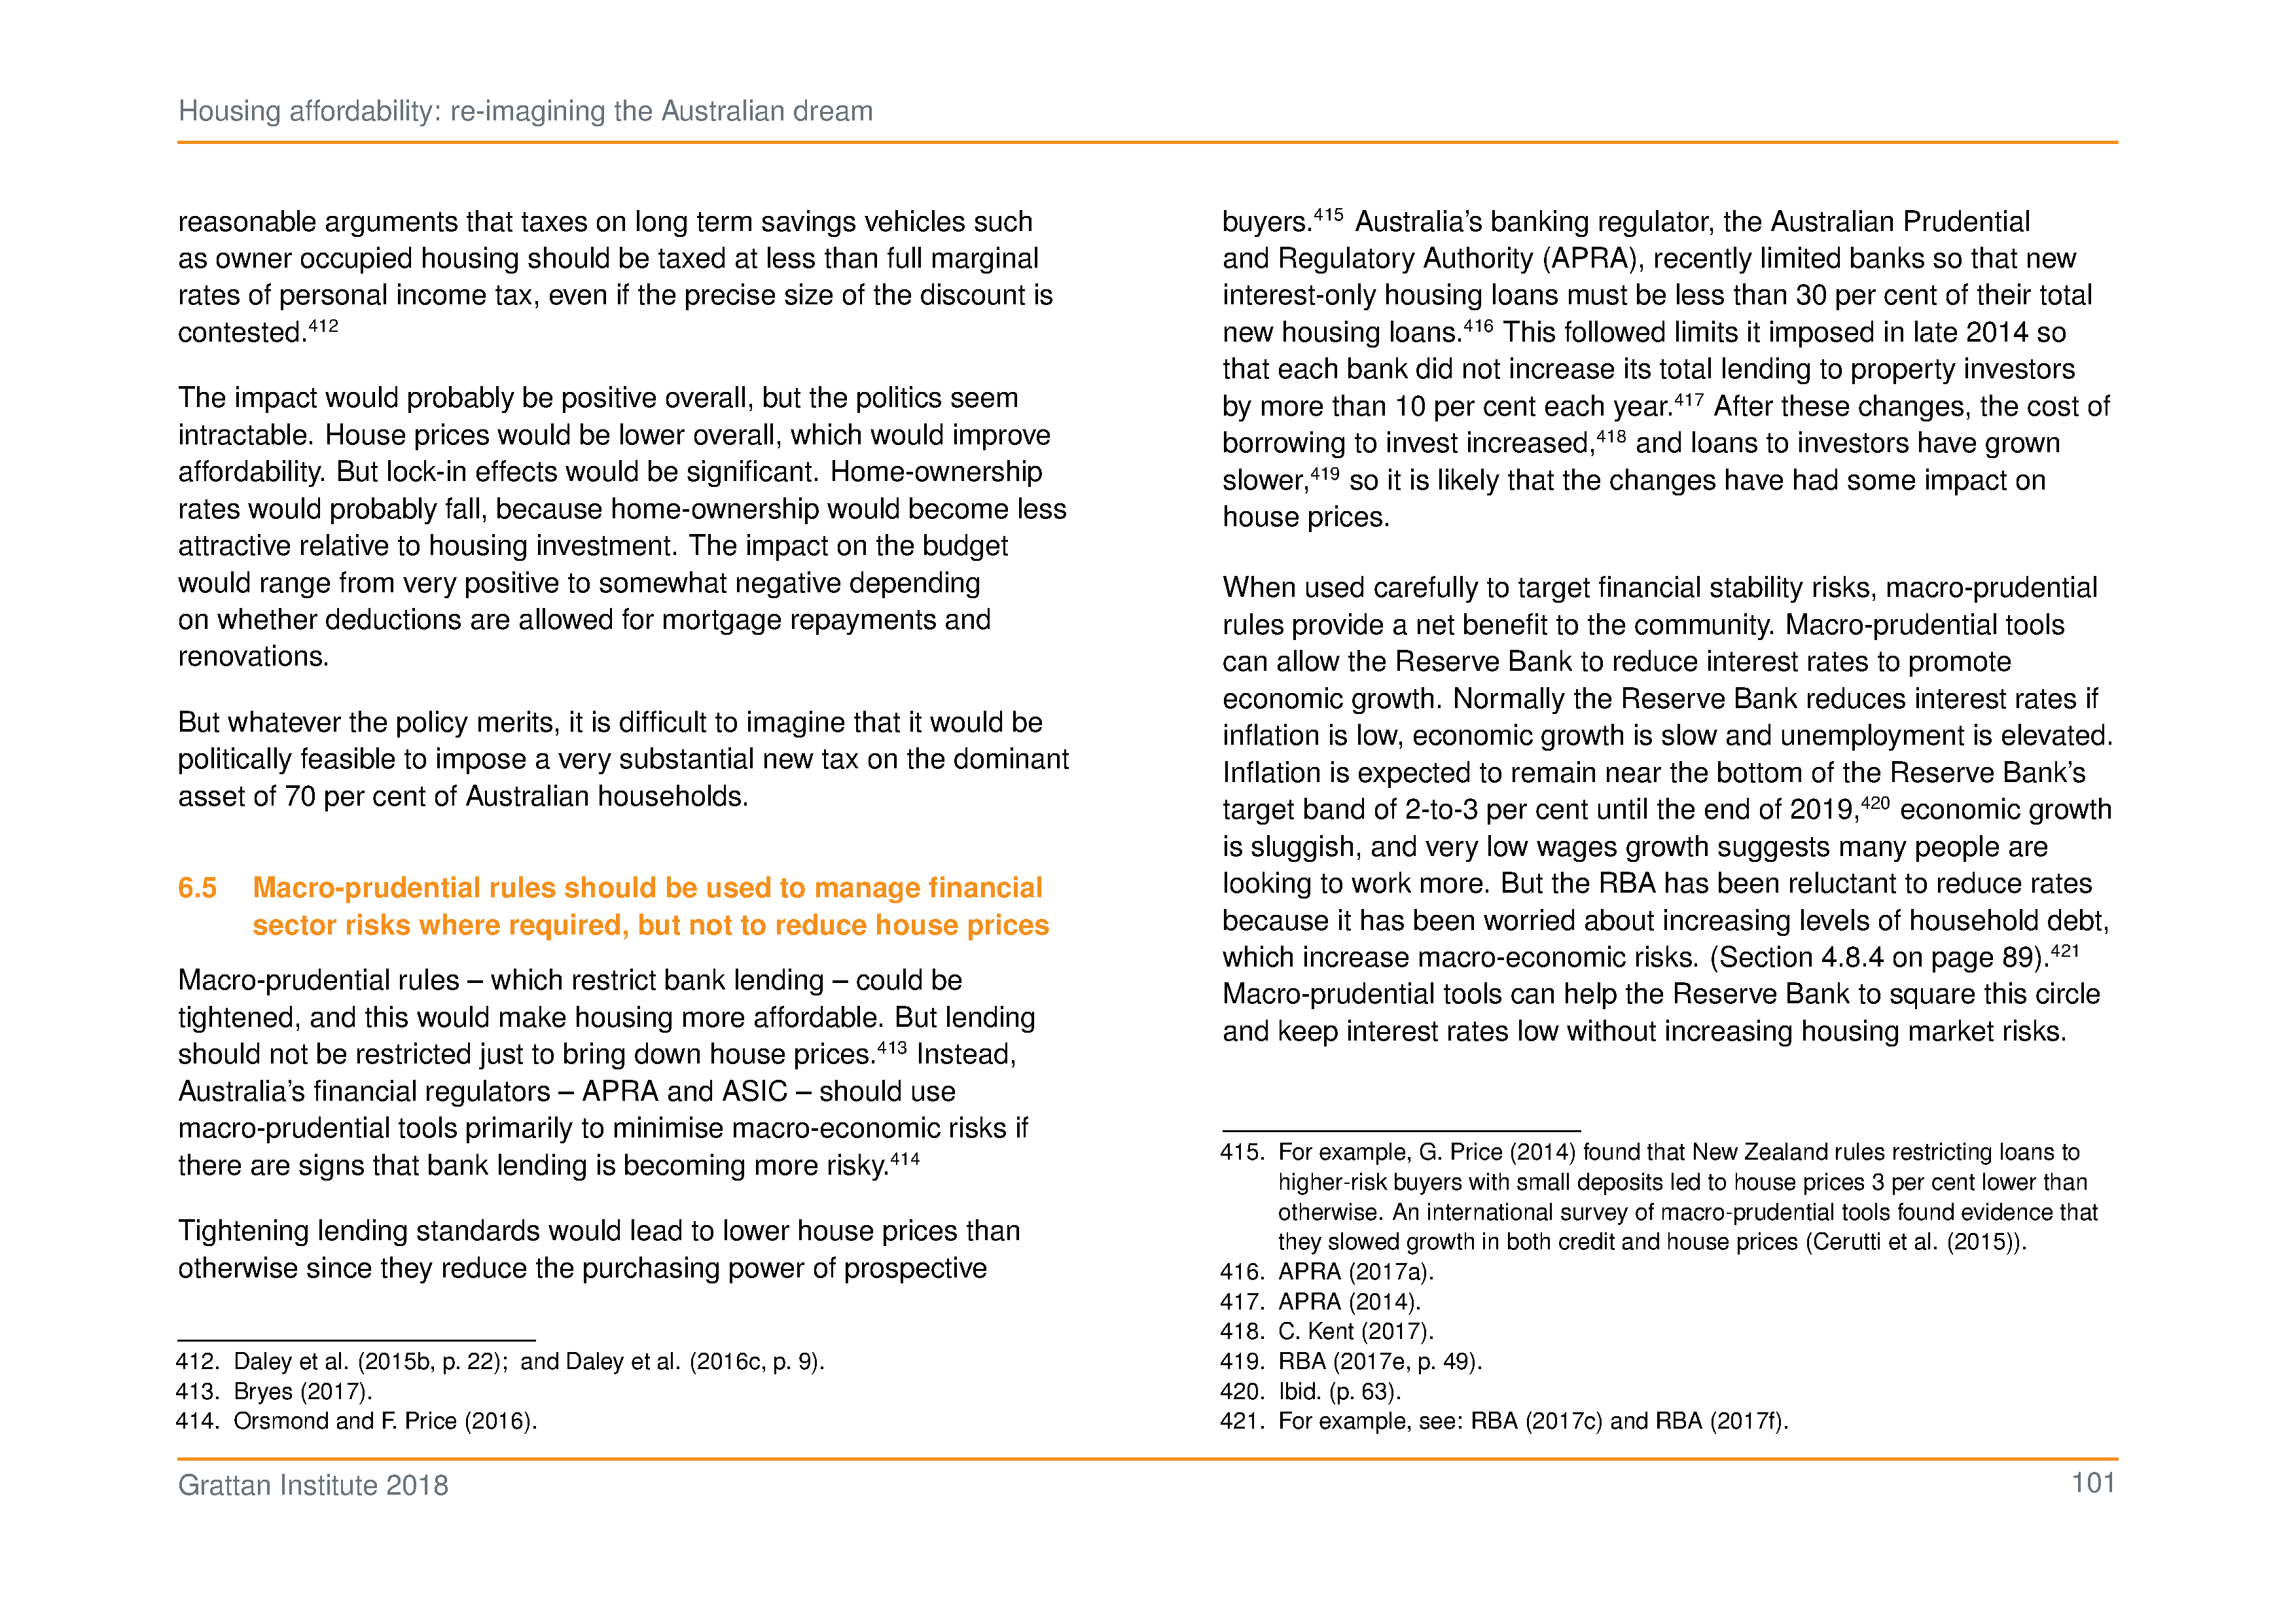 Housing affordability: re-imagining the Australian dream
reasonable arguments that taxes on long term savings vehicles such
as owner occupied housing should be taxed at less than full marginal
rates of personal income tax, even if the precise size of the discount is
contested.412
The impact would probably be positive overall, but the politics seem
intractable. House prices would be lower overall, which would improve
affordability. But lock-in effects would be significant. Home-ownership
rates would probably fall, because home-ownership would become less
attractive relative to housing investment. The impact on the budget
would range from very positive to somewhat negative depending
on whether deductions are allowed for mortgage repayments and
renovations.
But whatever the policy merits, it is difficult to imagine that it would be
politically feasible to impose a very substantial new tax on the dominant
asset of 70 per cent of Australian households.
6.5 Macro-prudential rules should be used to manage financial
sector risks where required, but not to reduce house prices
Macro-prudential rules – which restrict bank lending – could be
tightened, and this would make housing more affordable. But lending
should not be restricted just to bring down house prices.413 Instead,
Australia's financial regulators – APRA and ASIC – should use
macro-prudential tools primarily to minimise macro-economic risks if
there are signs that bank lending is becoming more risky.414
Tightening lending standards would lead to lower house prices than
otherwise since they reduce the purchasing power of prospective
412. Daley et al. (2015b, p. 22); and Daley et al. (2016c, p. 9).
413. Bryes (2017).
414. Orsmond and F. Price (2016).
buyers.415 Australia's banking regulator, the Australian Prudential
and Regulatory Authority (APRA), recently limited banks so that new
interest-only housing loans must be less than 30 per cent of their total
new housing loans.416 This followed limits it imposed in late 2014 so
that each bank did not increase its total lending to property investors
by more than 10 per cent each year.417 After these changes, the cost of
borrowing to invest increased,418 and loans to investors have grown
slower,419 so it is likely that the changes have had some impact on
house prices.
When used carefully to target financial stability risks, macro-prudential
rules provide a net benefit to the community. Macro-prudential tools
can allow the Reserve Bank to reduce interest rates to promote
economic growth. Normally the Reserve Bank reduces interest rates if
inflation is low, economic growth is slow and unemployment is elevated.
Inflation is expected to remain near the bottom of the Reserve Bank's
target band of 2-to-3 per cent until the end of 2019,420 economic growth
is sluggish, and very low wages growth suggests many people are
looking to work more. But the RBA has been reluctant to reduce rates
because it has been worried about increasing levels of household debt,
which increase macro-economic risks. (Section 4.8.4 on page 89).421
Macro-prudential tools can help the Reserve Bank to square this circle
and keep interest rates low without increasing housing market risks.
415. For example, G. Price (2014) found that New Zealand rules restricting loans to
higher-risk buyers with small deposits led to house prices 3 per cent lower than
otherwise. An international survey of macro-prudential tools found evidence that
they slowed growth in both credit and house prices (Cerutti et al. (2015)).
416. APRA (2017a).
417. APRA (2014).
418. C. Kent (2017).
419. RBA (2017e, p. 49).
420. Ibid. (p. 63).
421. For example, see: RBA (2017c) and RBA (2017f).
Grattan Institute 2018
101